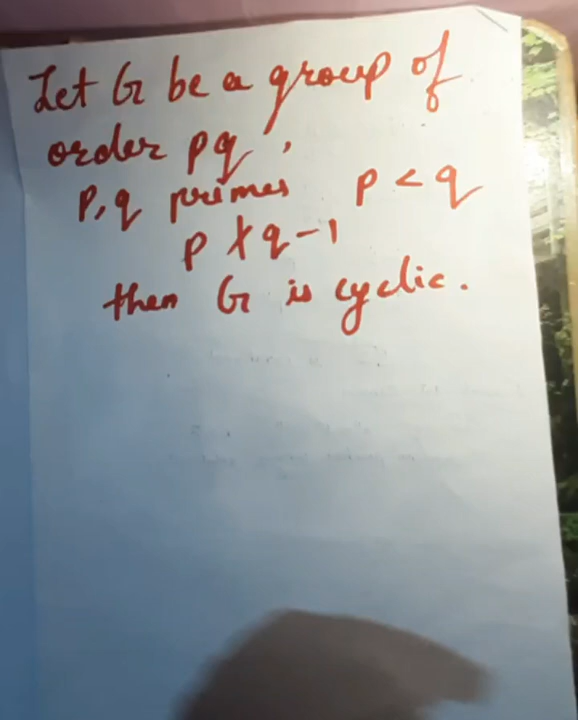 Let G be a group of
order pq,
p, q primes p < q
p ∤ q-1
then G is cyclic.